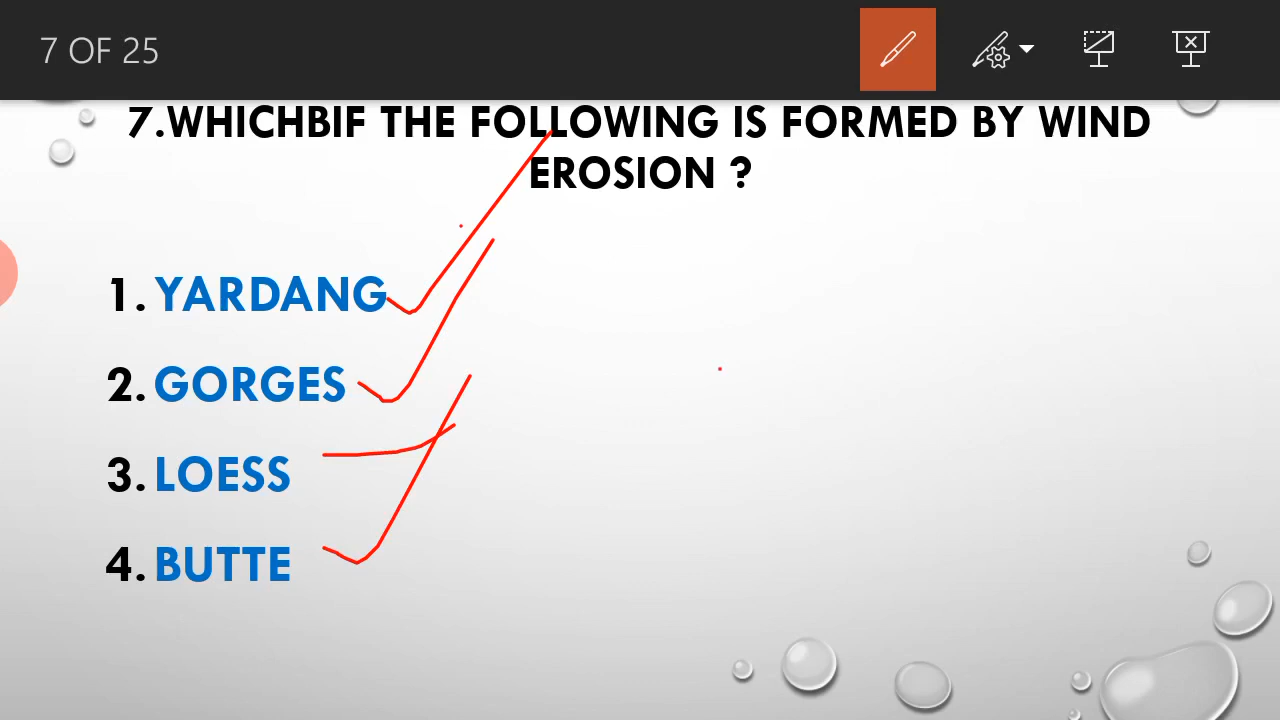 7 OF 25
7.WHICHBIF THE FOLLOWING IS FORMED BY WIND
EROSION ?
1. YARDANG
2. GORGES
3. LOESS
4. BUTTE